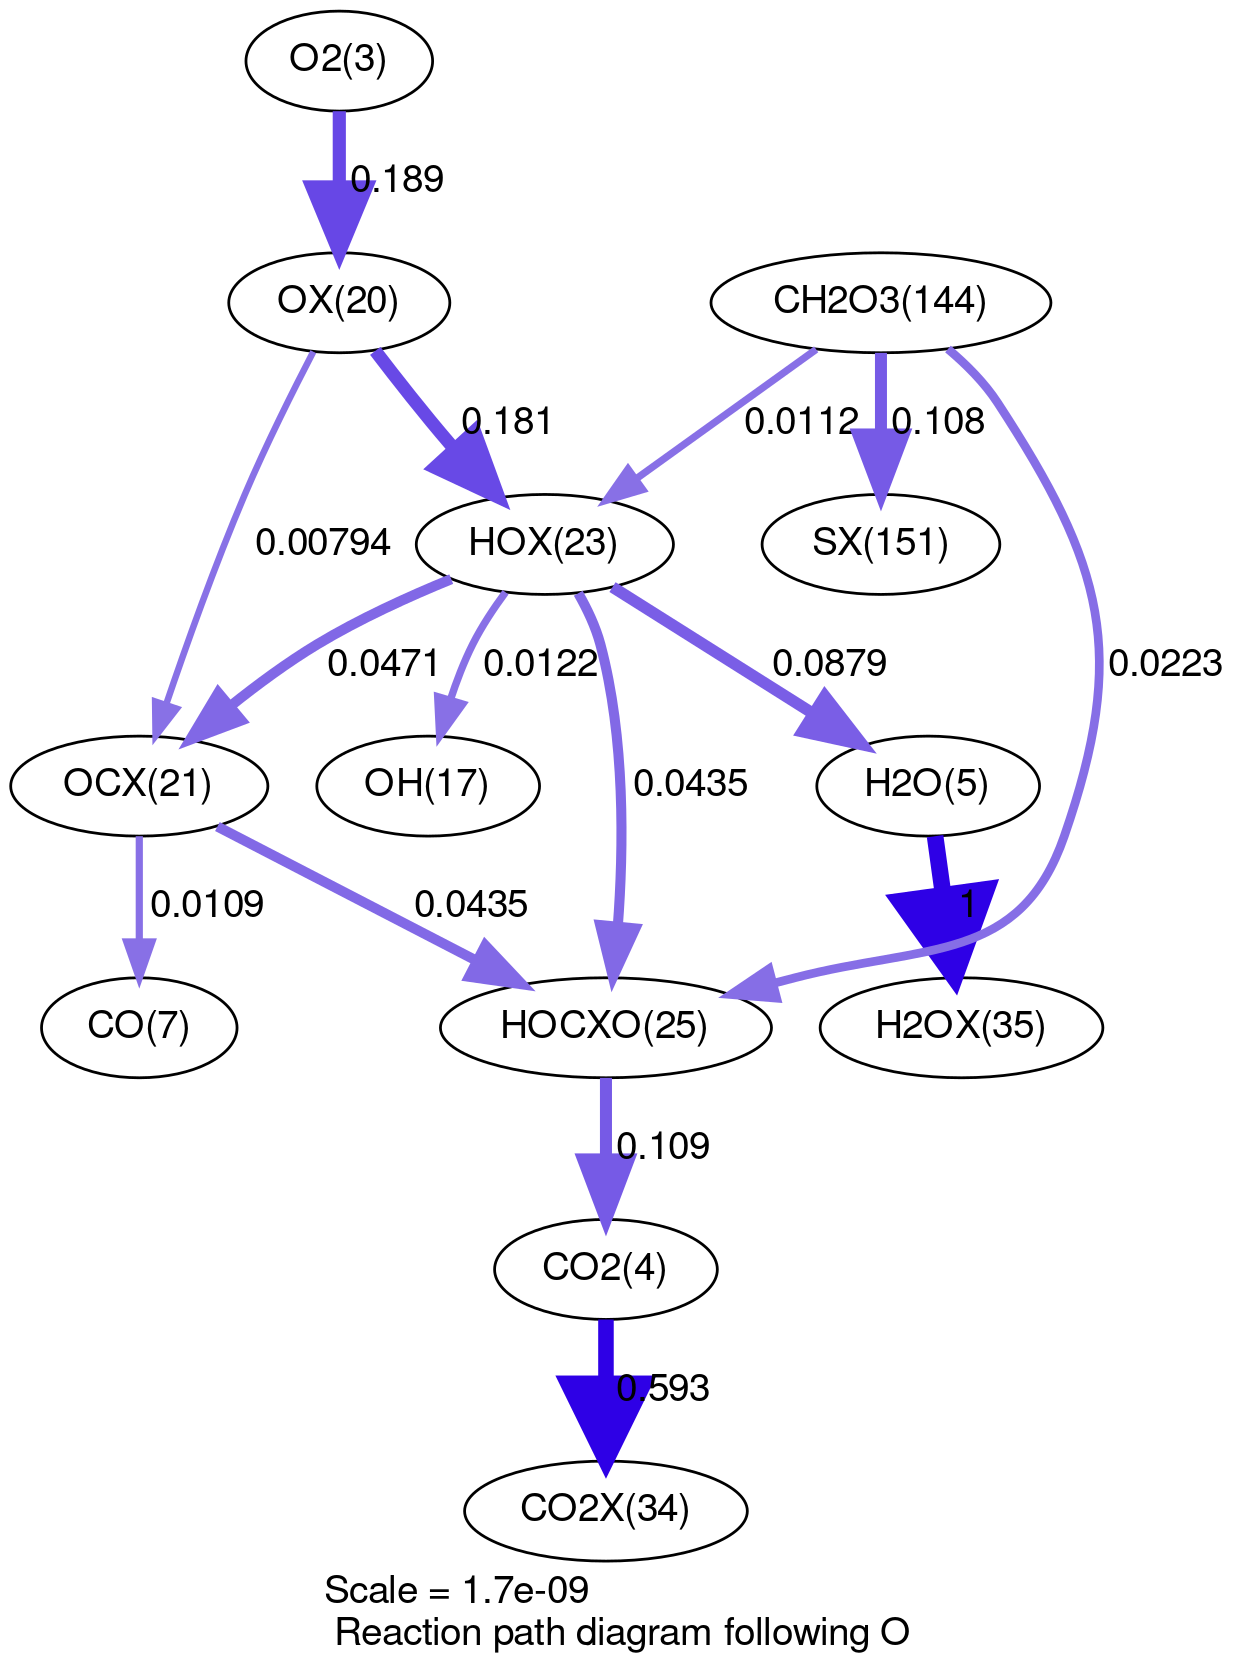 O2(3)
0.189
OX(20)
CH2O3(144)
0.181
0.0112
0.108
0.00794
HOX(23)
SX(151)
0.0471
0.0122
0.0879
0.0223
OCX(21)
OH(17)
0.0435
H2O(5)
0.0109
0.0435
1
CO(7)
HOCXO(25)
H2OX(35)
0.109
CO2(4)
0.593
CO2X(34)
Scale = 1.7e-09
Reaction path diagram following O